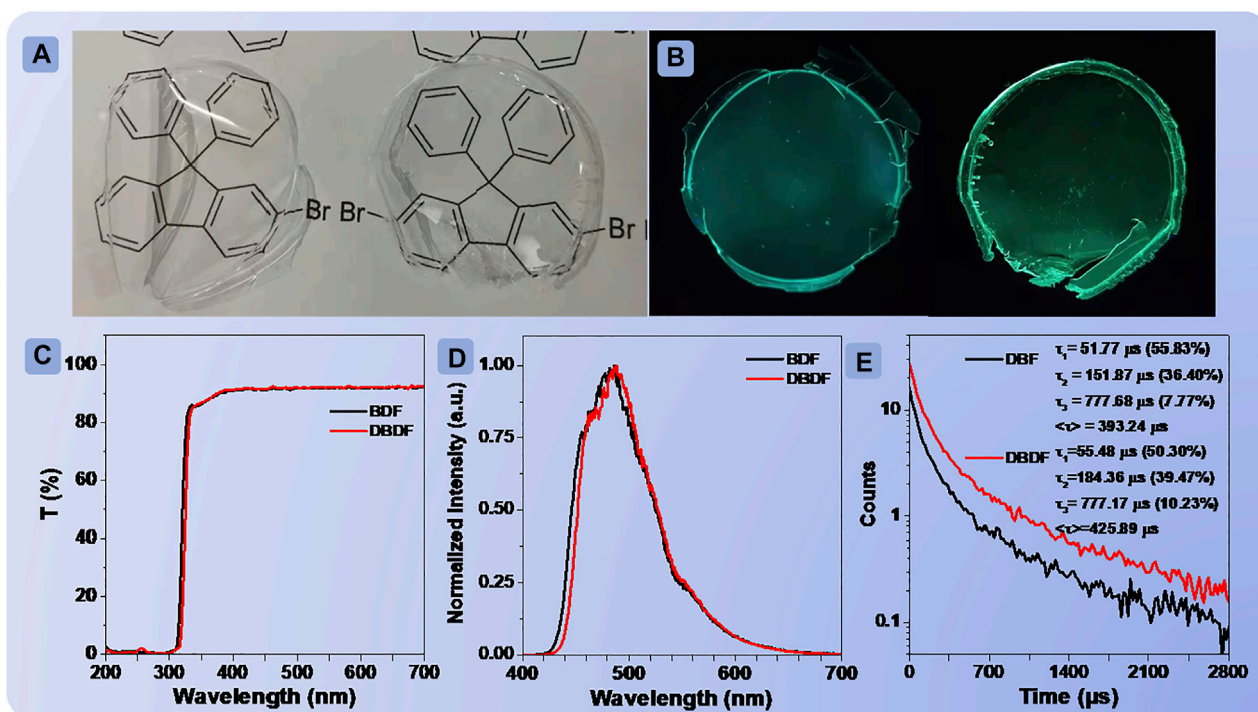 A
Br
Br
Br
B
C
100
80
60
40
20
0
T (%)
BDF
DBDF
200
300
400
500
600
700
Wavelength (nm)
D
1.00
0.75
0.50
0.25
0.00
Normalized Intensity (a.u.)
BDF
DBDF
400
500
600
700
Wavelength (nm)
E
DBF
τ₁= 51.77 μs (55.83%)
τ₂ = 151.87 μs (36.40%)
τ₃ = 777.68 μs (7.77%)
<τ> = 393.24 μs
DBDF
τ₁=55.48 μs (50.30%)
τ₂=184.36 μs (39.47%)
τ₃= 777.17 μs (10.23%)
<τ>=425.89 μs
10
1
0.1
Counts
0
700
1400
2100
2800
Time (μs)